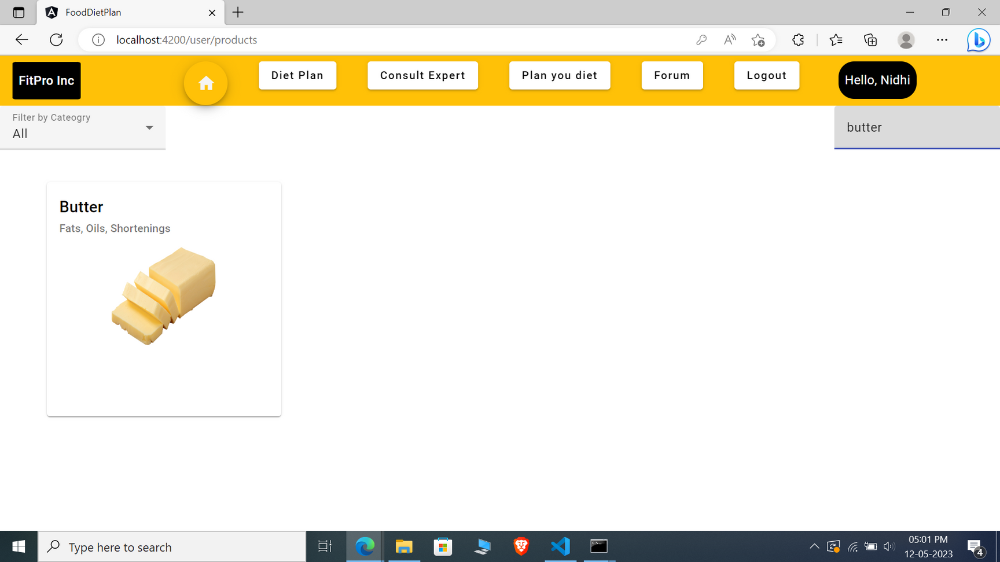 FoodDietPlan
localhost:4200/user/products
FitPro Inc
Diet Plan
Consult Expert
Plan you diet
Forum
Logout
Hello, Nidhi
Filter by Cateogry
All
butter
Butter
Fats, Oils, Shortenings
Type here to search
05:01 PM
12-05-2023
4